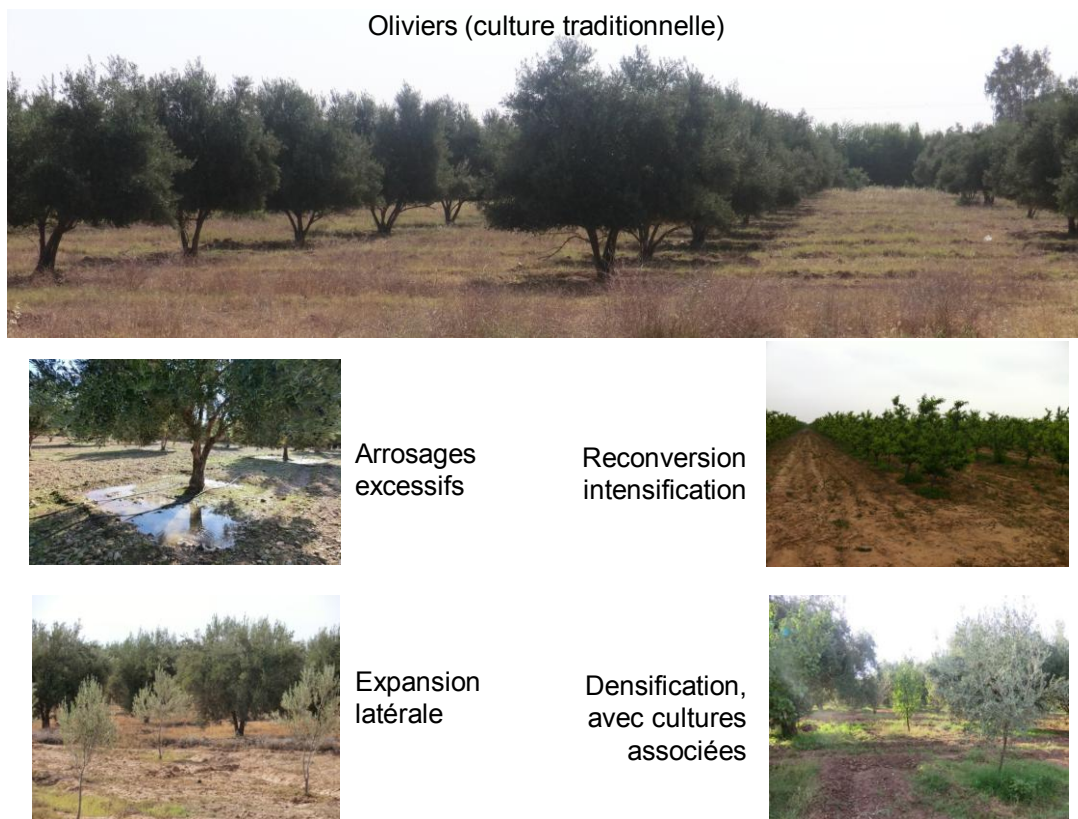 Oliviers (culture traditionnelle)
Arrosages
excessifs
Reconversion
intensification
Expansion
latérale
Densification,
avec cultures
associées